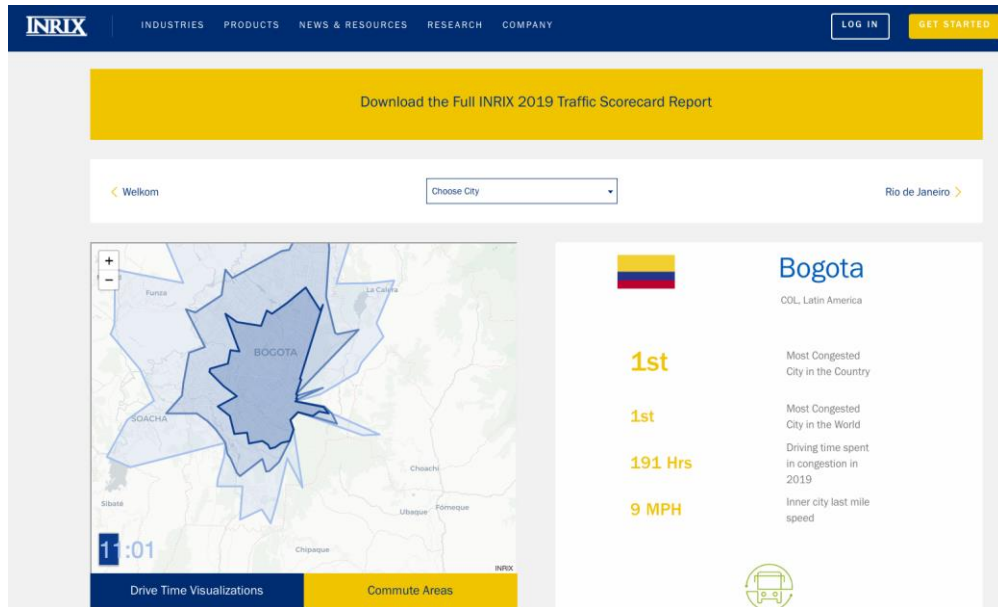 INRIX
INDUSTRIES PRODUCTS NEWS & RESOURCES RESEARCH COMPANY
LOG IN
GET STARTED
Download the Full INRIX 2019 Traffic Scorecard Report
Welkom
Choose City
Rio de Janeiro
+
−
Funza
La Calera
BOGOTA
SOACHA
Choachi
Sibaté
Ubaque
Fómeque
Chipaque
11:01
INRIX
Drive Time Visualizations
Commute Areas
Bogota
COL, Latin America
1st
Most Congested
City in the Country
1st
Most Congested
City in the World
191 Hrs
Driving time spent
in congestion in
2019
9 MPH
Inner city last mile
speed